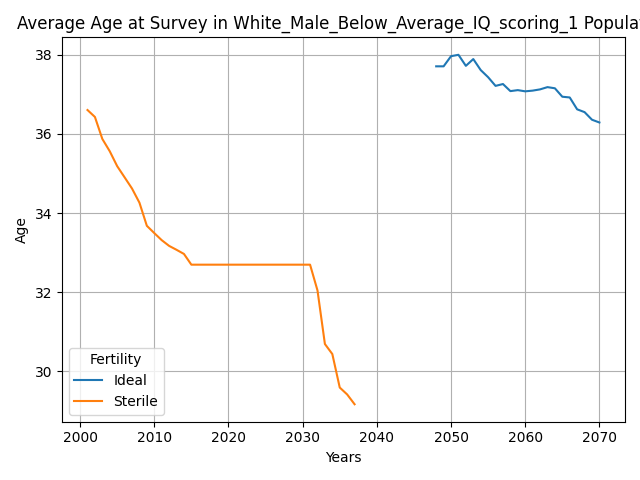 Average Age at Survey in White_Male_Below_Average_IQ_scoring_1 Popula
Age
38
36
34
32
30
Fertility
Ideal
Sterile
2000 2010 2020 2030 2040 2050 2060 2070
Years